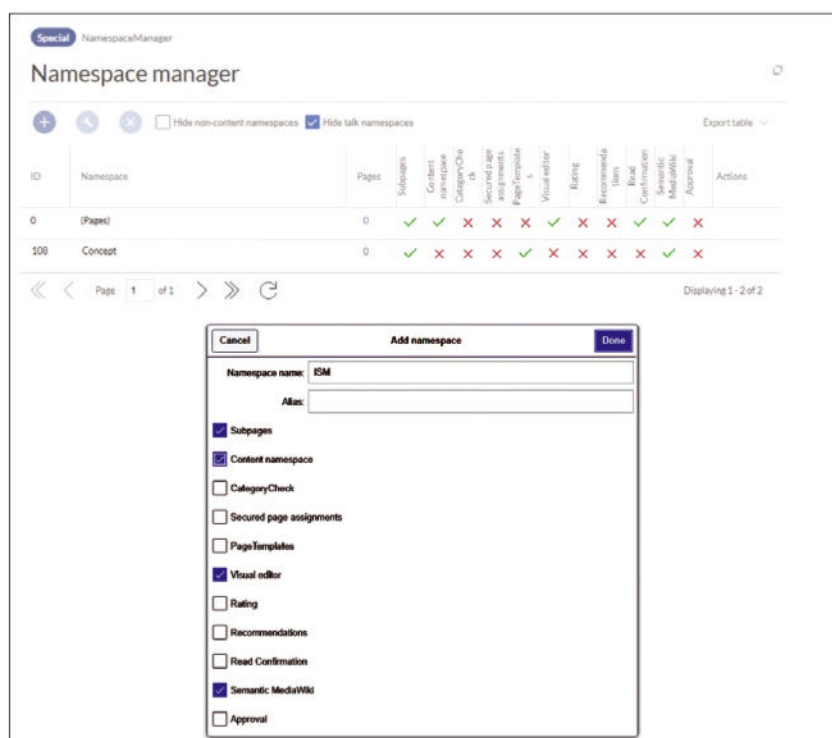 Special NamespaceManager
Namespace manager
Hide non-content namespaces Hide talk namespaces Export table
ID Namespace Pages Subpages Content namespace CategoryCheck Secured page assignments PageTemplates Visual editor Rating Recommendations Read Confirmation Semantic MediaWiki Approval Actions
0 (Pages) 0
108 Concept 0
Page 1 of 1 Displaying 1 - 2 of 2
Cancel Add namespace Done
Namespace name: ISM
Alias:
Subpages
Content namespace
CategoryCheck
Secured page assignments
PageTemplates
Visual editor
Rating
Recommendations
Read Confirmation
Semantic MediaWiki
Approval